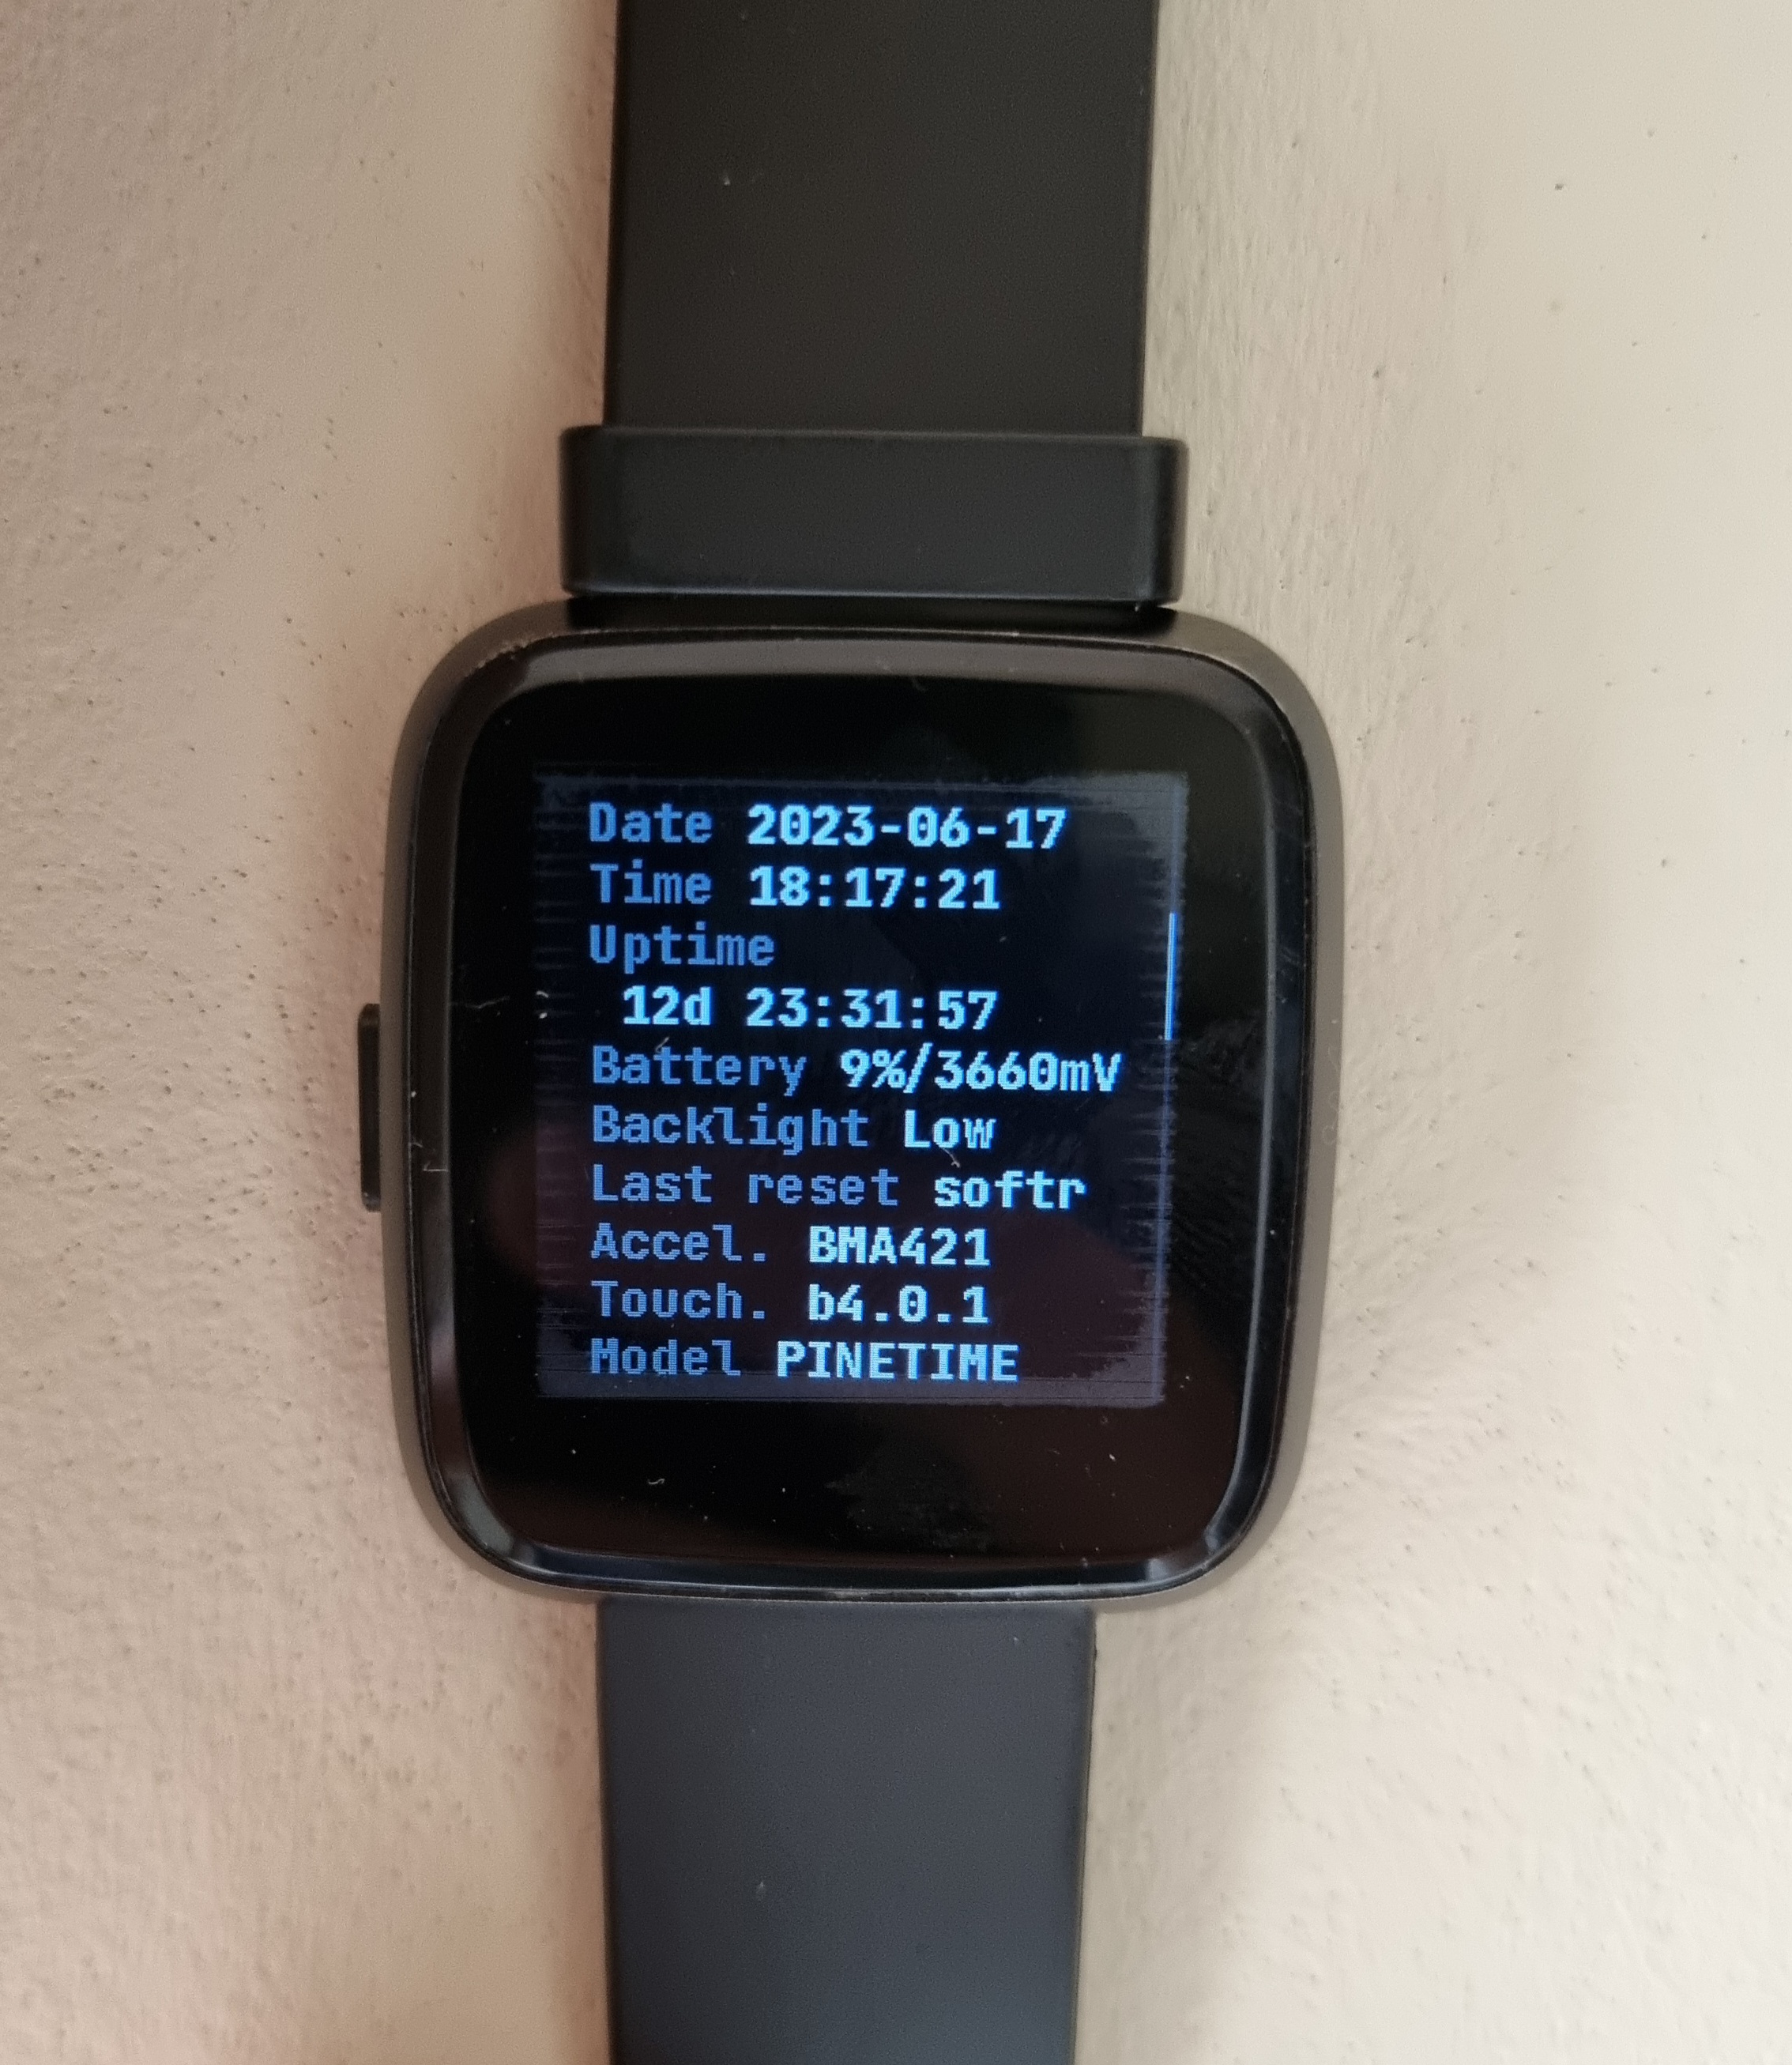 Date 2023-06-17
Time 18:17:21
Uptime
12d 23:31:57
Battery 9%/3660mV
Backlight Low
Last reset softr
Accel. BMA421
Touch. b4.0.1
Model PINETIME